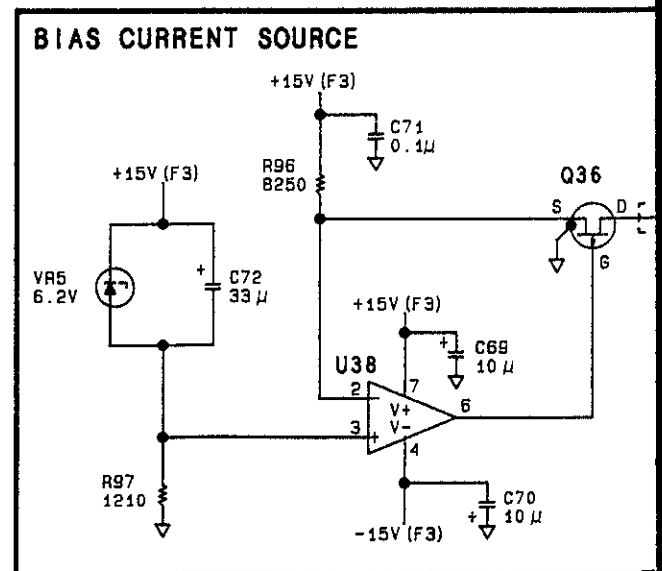 BIAS CURRENT SOURCE
+15V(F3)
C71
0.1µ
R96
8250
Q36
+15V(F3)
S
D
G
+
C72
33µ
VR5
6.2V
+15V(F3)
+
C69
10µ
U38
2
-
7
V+
6
V-
3
+
4
R97
1210
C70
+
10µ
-15V(F3)